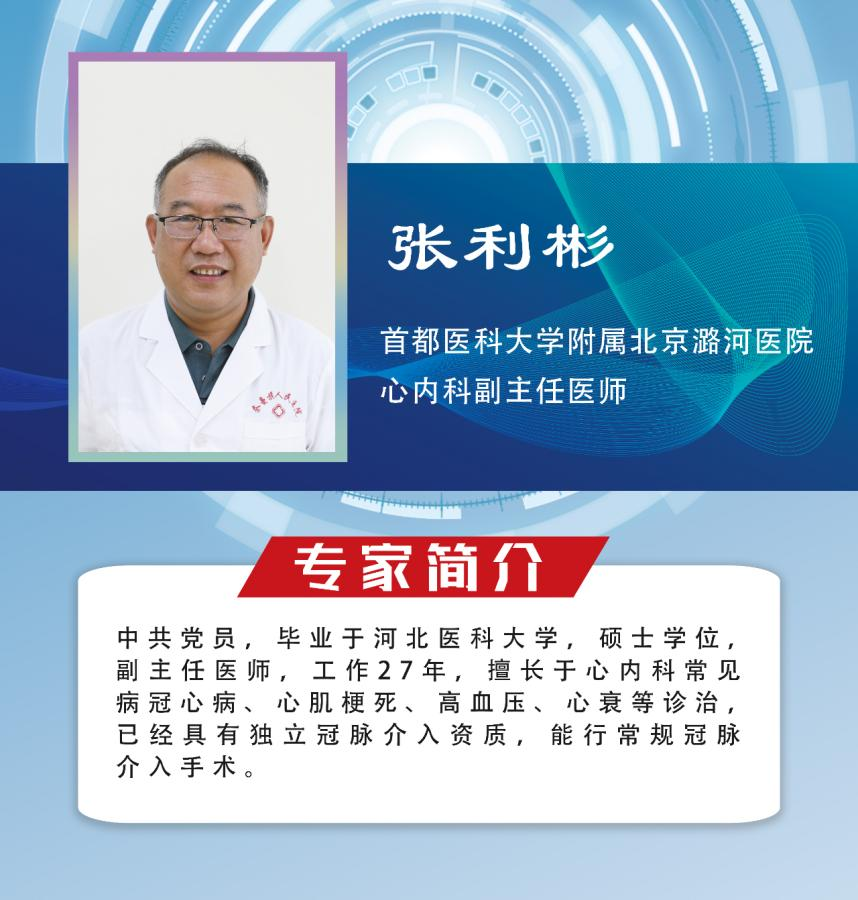 张利彬
首都医科大学附属北京潞河医院
心内科副主任医师
专家简介
中共党员，毕业于河北医科大学，硕士学位，
副主任医师，工作27年，擅长于心内科常见
病冠心病、心肌梗死、高血压、心衰等诊治，
已经具有独立冠脉介入资质，能行常规冠脉
介入手术。